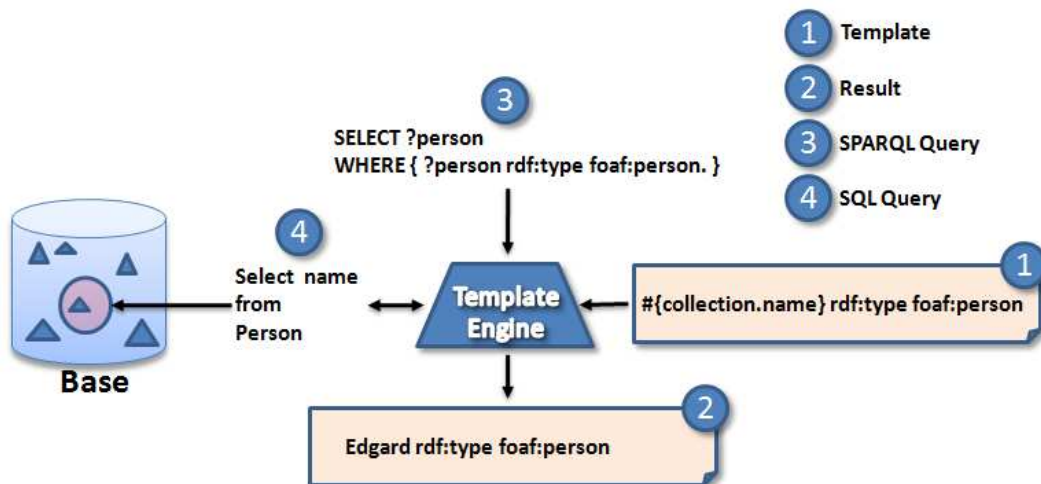 1 Template
2 Result
3 SPARQL Query
4 SQL Query
3
SELECT ?person
WHERE { ?person rdf:type foaf:person. }
4
Select name
from
Person
Base
Template
Engine
1
#{collection.name} rdf:type foaf:person
2
Edgard rdf:type foaf:person